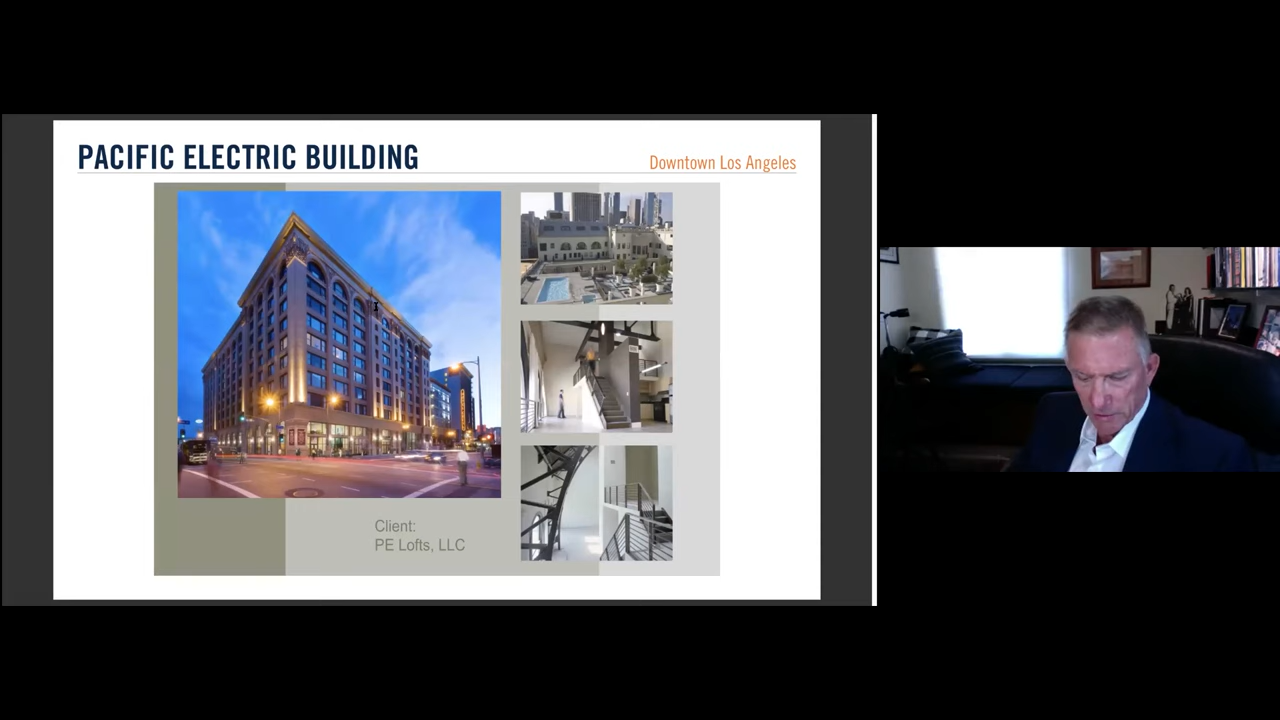 PACIFIC ELECTRIC BUILDING
Downtown Los Angeles
Client:
PE Lofts, LLC